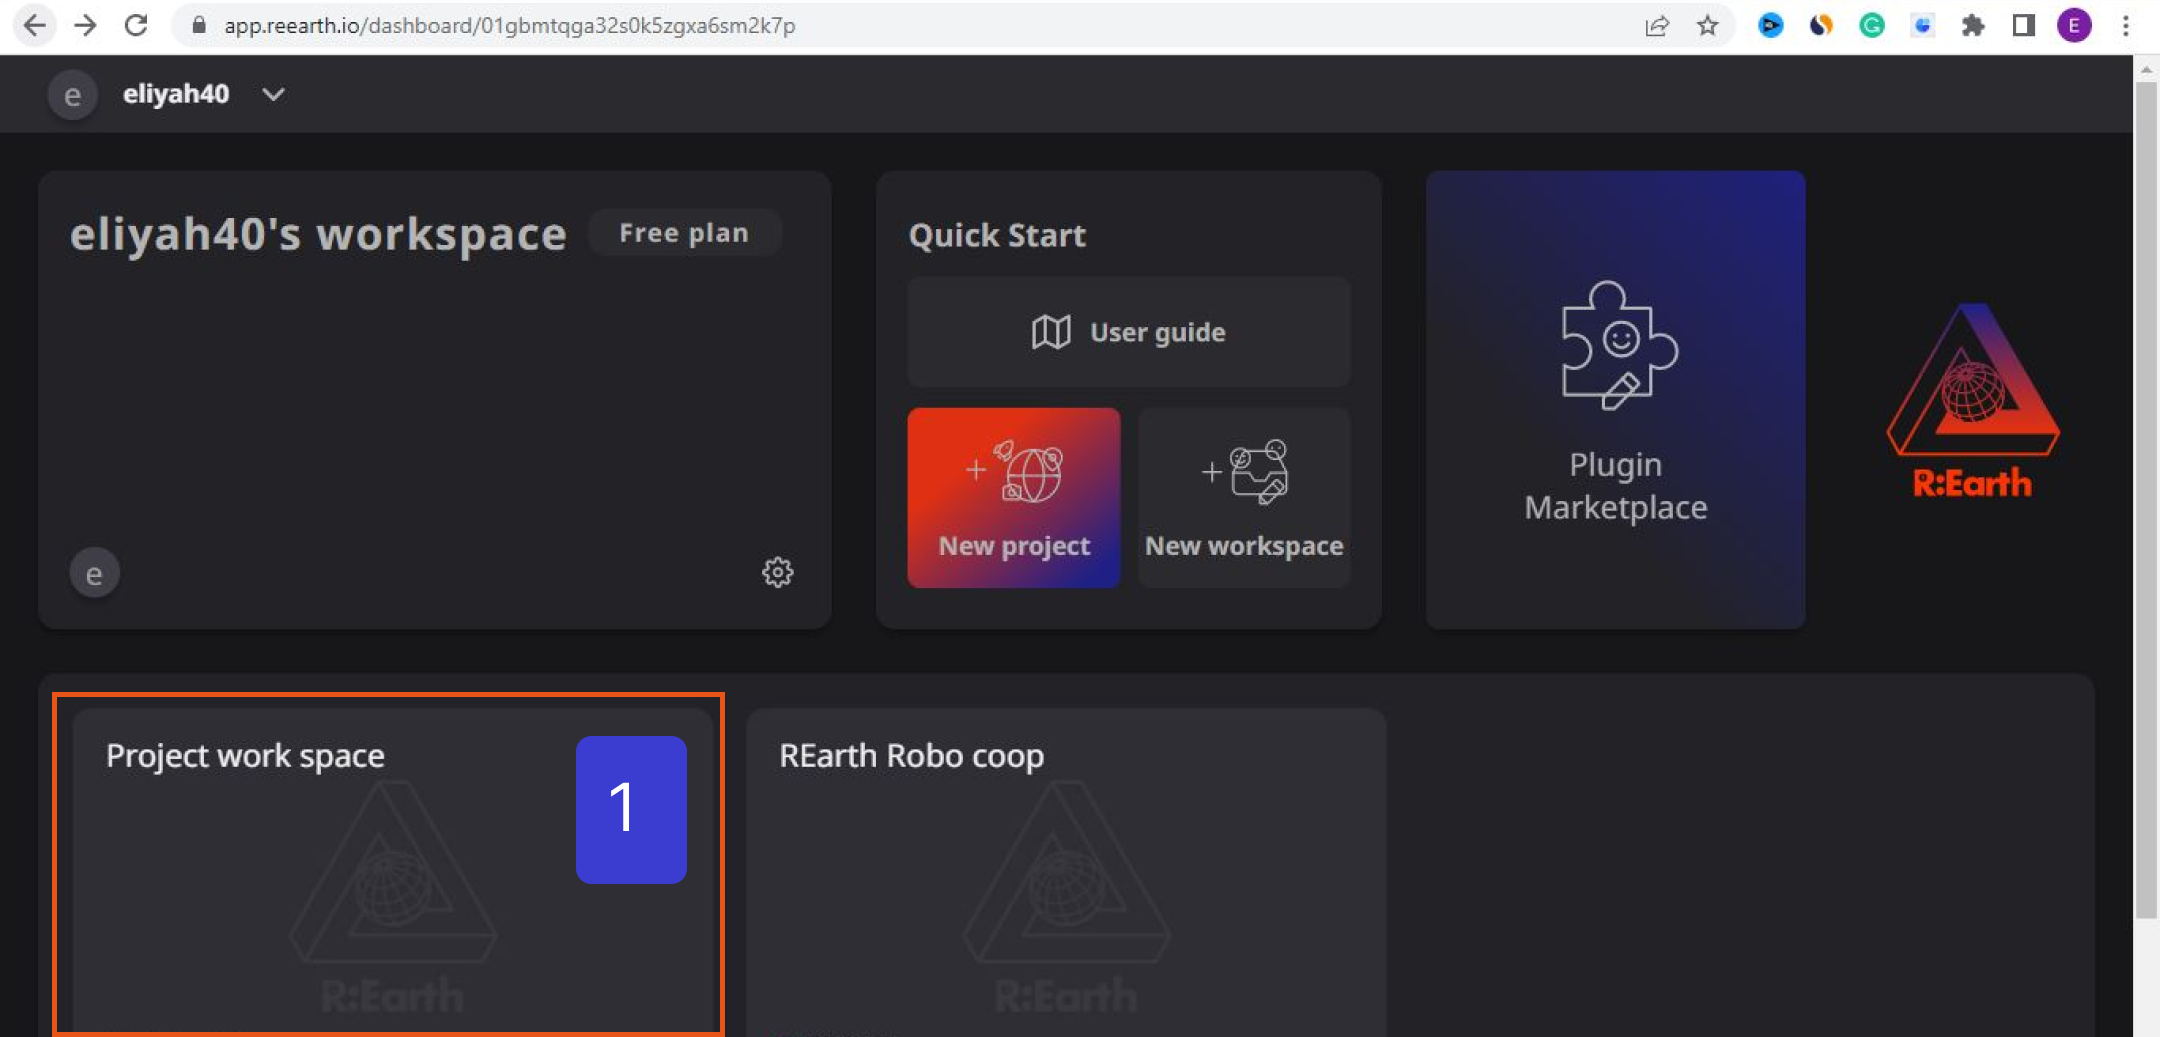 app.reearth.io/dashboard/01gbmtqga32s0k5zgxa6sm2k7p
E
e eliyah40
eliyah40's workspace Free plan
e
Quick Start
User guide
+ New project
+ New workspace
Plugin
Marketplace
R:Earth
Project work space
1
R:Earth
REarth Robo coop
R:Earth